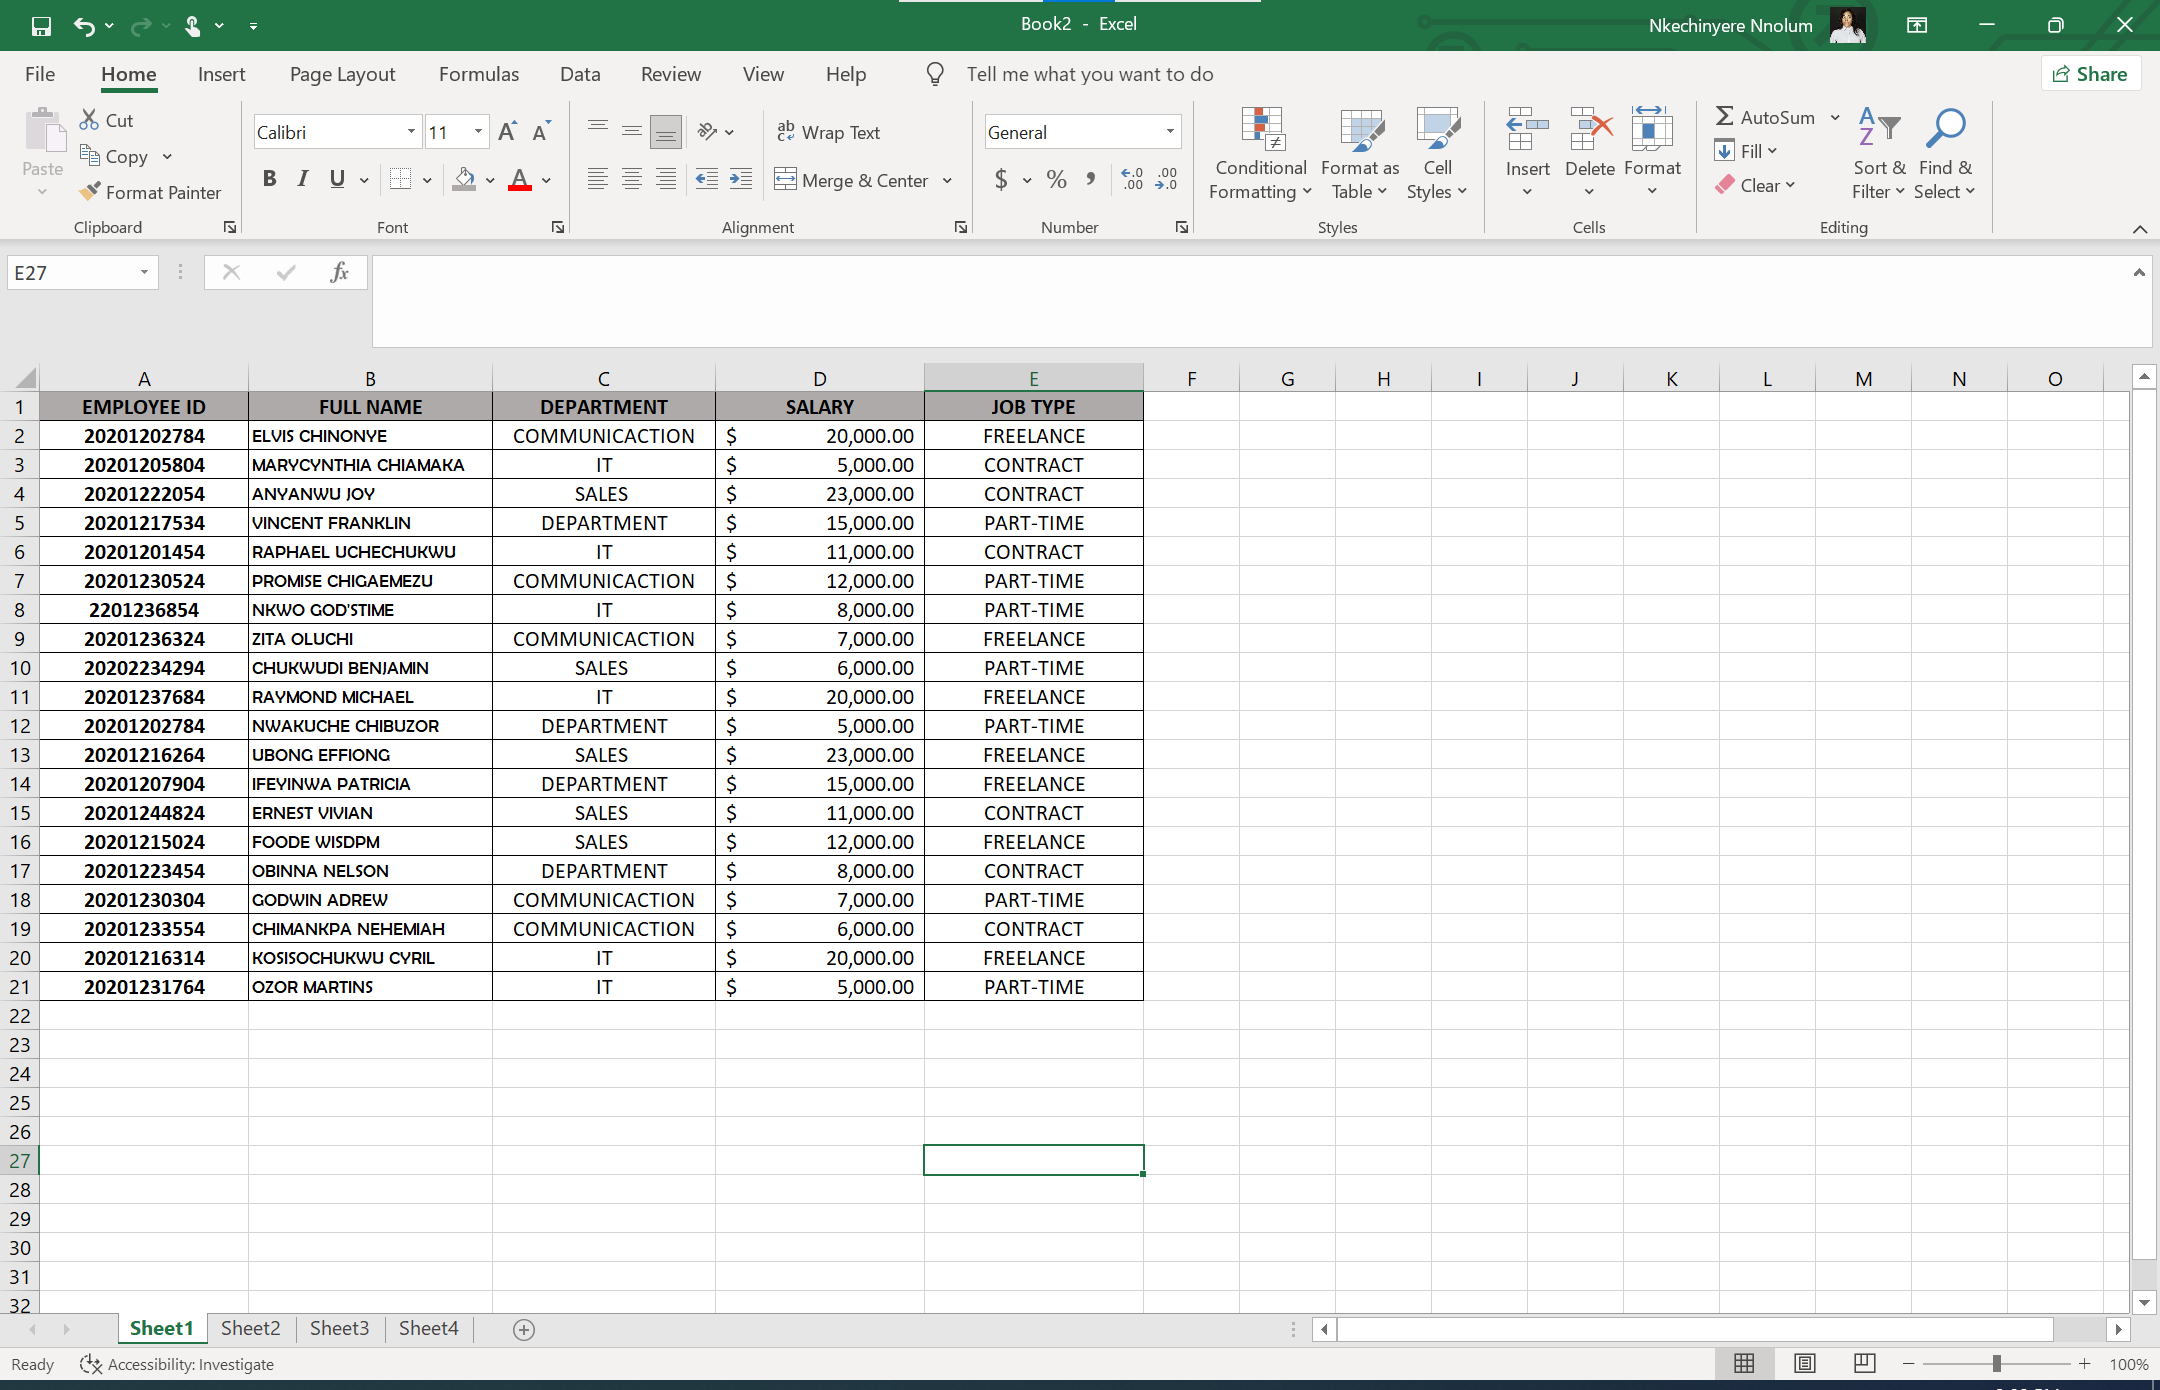 Book2 - Excel
Nkechinyere Nnolum
File Home Insert Page Layout Formulas Data Review View Help Tell me what you want to do Share
Paste
Cut
Copy
Format Painter
Clipboard
Calibri 11
B I U
Font
Wrap Text
Merge & Center
Alignment
General
$ % ,
Number
Conditional Formatting
Format as Table
Cell Styles
Styles
Insert Delete Format
Cells
AutoSum
Fill
Clear
Sort & Filter
Find & Select
Editing
E27 fx
A B C D E F G H I J K L M N O
1 EMPLOYEE ID FULL NAME DEPARTMENT SALARY JOB TYPE
2 20201202784 ELVIS CHINONYE COMMUNICACTION $ 20,000.00 FREELANCE
3 20201205804 MARYCYNTHIA CHIAMAKA IT $ 5,000.00 CONTRACT
4 20201222054 ANYANWU JOY SALES $ 23,000.00 CONTRACT
5 20201217534 VINCENT FRANKLIN DEPARTMENT $ 15,000.00 PART-TIME
6 20201201454 RAPHAEL UCHECHUKWU IT $ 11,000.00 CONTRACT
7 20201230524 PROMISE CHIGAEMEZU COMMUNICACTION $ 12,000.00 PART-TIME
8 2201236854 NKWO GOD'STIME IT $ 8,000.00 PART-TIME
9 20201236324 ZITA OLUCHI COMMUNICACTION $ 7,000.00 FREELANCE
10 20202234294 CHUKWUDI BENJAMIN SALES $ 6,000.00 PART-TIME
11 20201237684 RAYMOND MICHAEL IT $ 20,000.00 FREELANCE
12 20201202784 NWAKUCHE CHIBUZOR DEPARTMENT $ 5,000.00 PART-TIME
13 20201216264 UBONG EFFIONG SALES $ 23,000.00 FREELANCE
14 20201207904 IFEYINWA PATRICIA DEPARTMENT $ 15,000.00 FREELANCE
15 20201244824 ERNEST VIVIAN SALES $ 11,000.00 CONTRACT
16 20201215024 FOODE WISDPM SALES $ 12,000.00 FREELANCE
17 20201223454 OBINNA NELSON DEPARTMENT $ 8,000.00 CONTRACT
18 20201230304 GODWIN ADREW COMMUNICACTION $ 7,000.00 PART-TIME
19 20201233554 CHIMANKPA NEHEMIAH COMMUNICACTION $ 6,000.00 CONTRACT
20 20201216314 KOSISOCHUKWU CYRIL IT $ 20,000.00 FREELANCE
21 20201231764 OZOR MARTINS IT $ 5,000.00 PART-TIME
22
23
24
25
26
27
28
29
30
31
32
Sheet1 Sheet2 Sheet3 Sheet4
Ready Accessibility: Investigate 100%